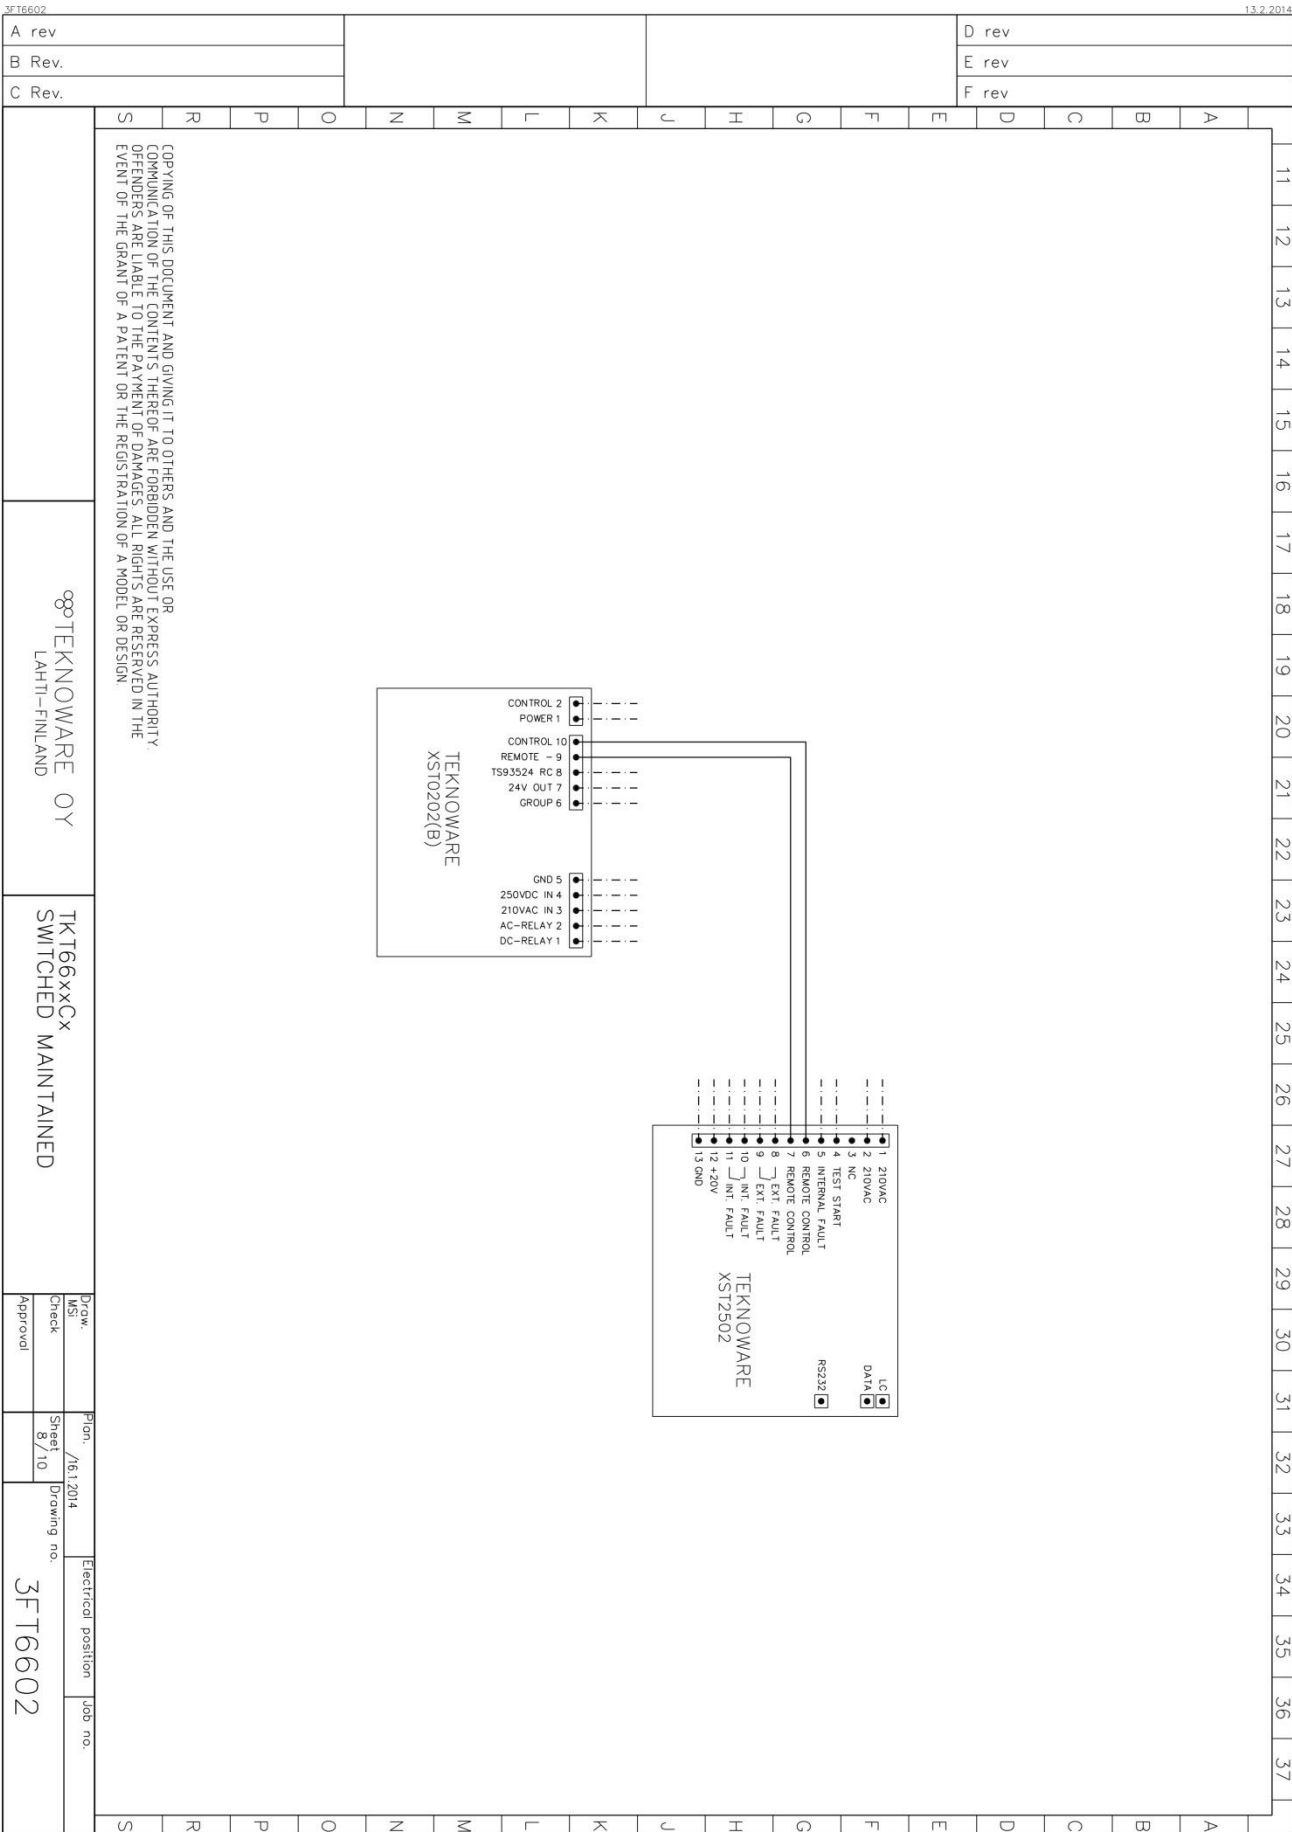 3FT6602
13.2.2014
A rev
B Rev.
C Rev.
D rev
E rev
F rev
S R P O N M L K J H G F E D C B A
11
12
13
14
15
16
17
18
19
20
21
22
23
24
25
26
27
28
29
30
31
32
33
34
35
36
37
COPYING OF THIS DOCUMENT AND GIVING IT TO OTHERS AND THE USE OR
COMMUNICATION OF THE CONTENTS THEREOF ARE FORBIDDEN WITHOUT EXPRESS AUTHORITY.
OFFENDERS ARE LIABLE TO THE PAYMENT OF DAMAGES. ALL RIGHTS ARE RESERVED IN THE
EVENT OF THE GRANT OF A PATENT OR THE REGISTRATION OF A MODEL OR DESIGN.
CONTROL 2
POWER 1
CONTROL 10
REMOTE - 9
TS93524 RC 8
24V OUT 7
GROUP 6
GND 5
250VDC IN 4
210VAC IN 3
AC-RELAY 2
DC-RELAY 1
TEKNOWARE
XST0202(B)
1 210VAC
2 210VAC
3 NC
4 TEST START
5 INTERNAL FAULT
6 REMOTE CONTROL
7 REMOTE CONTROL
8 EXT. FAULT
9 EXT. FAULT
10 INT. FAULT
11 INT. FAULT
12 +20V
13 GND
TEKNOWARE
XST2502
LC
DATA
RS232
TEKNOWARE OY
LAHTI-FINLAND
TKT66xxCx
SWITCHED MAINTAINED
Draw.
MSi
Check
Approval
Plan.
/16.1.2014
Sheet
8/10
Electrical position
Job no.
Drawing no.
3FT6602
S R P O N M L K J H G F E D C B A